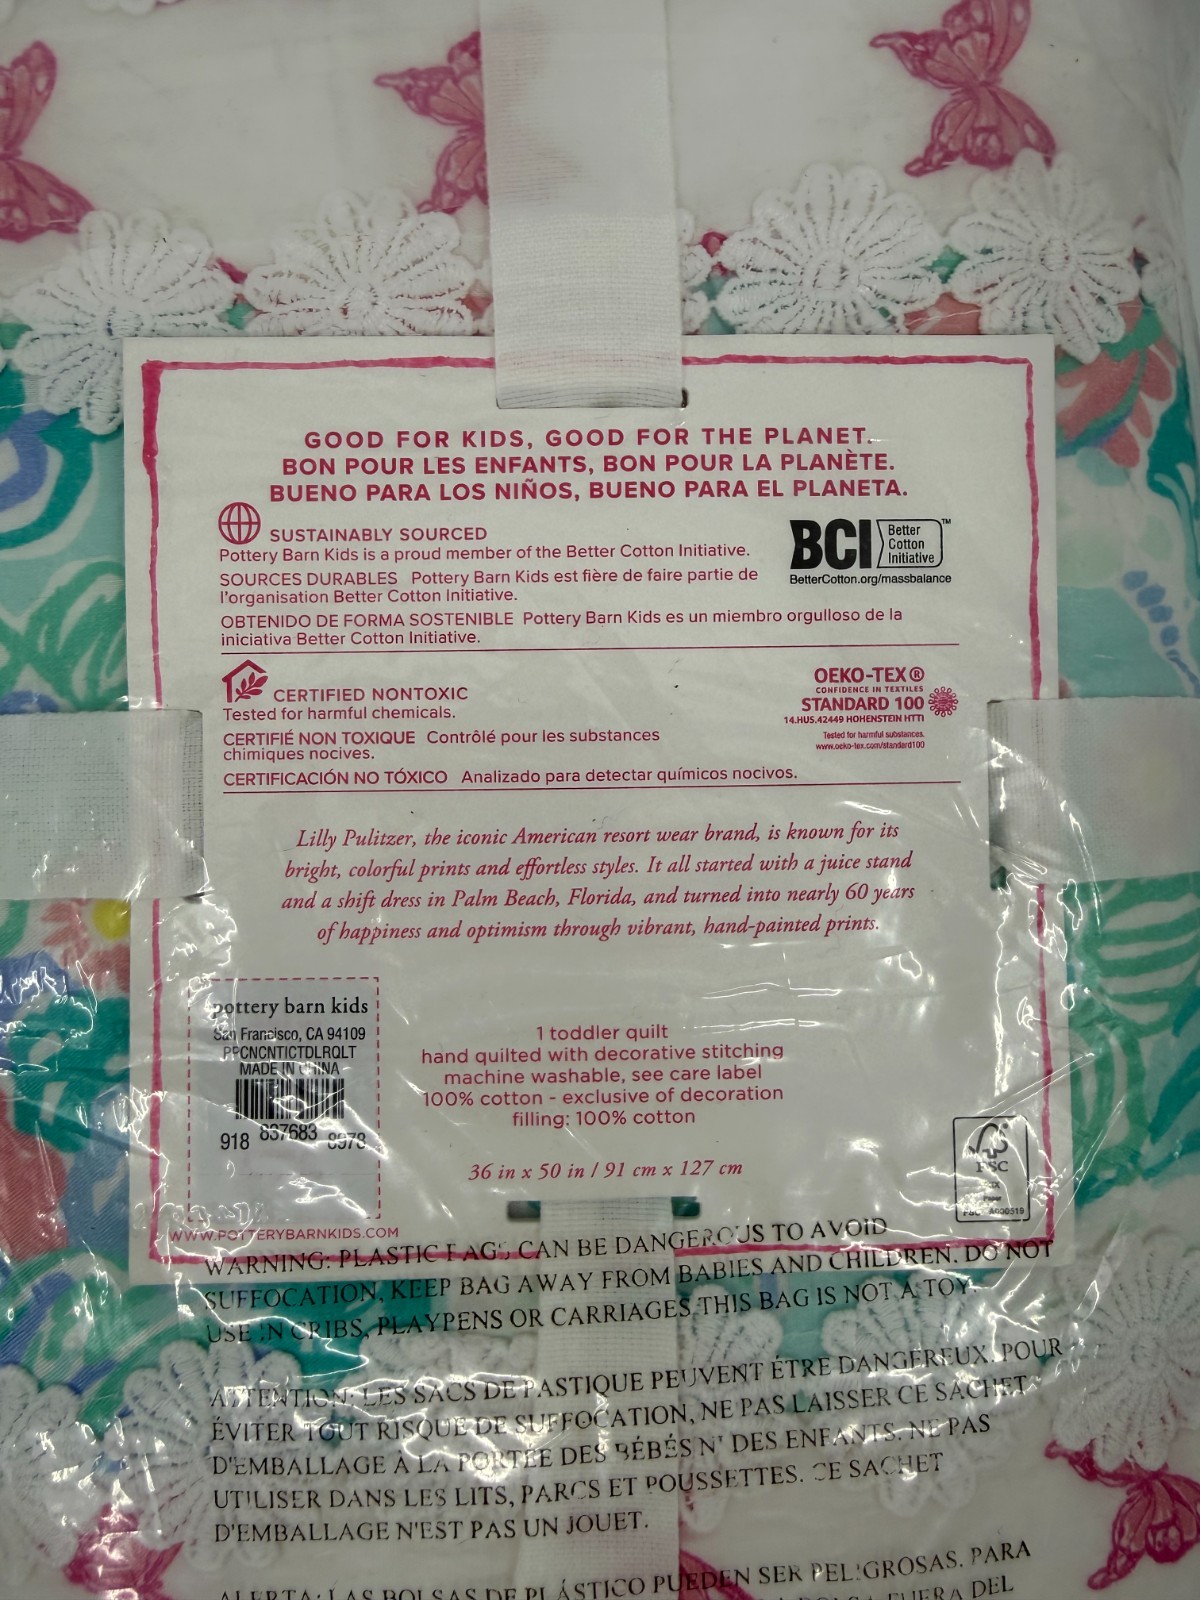 GOOD FOR KIDS, GOOD FOR THE PLANET.
BON POUR LES ENFANTS, BON POUR LA PLANÈTE.
BUENO PARA LOS NIÑOS, BUENO PARA EL PLANETA.
SUSTAINABLY SOURCED
Pottery Barn Kids is a proud member of the Better Cotton Initiative.
SOURCES DURABLES Pottery Barn Kids est fière de faire partie de
l'organisation Better Cotton Initiative.
OBTENIDO DE FORMA SOSTENIBLE Pottery Barn Kids es un miembro orgulloso de la
iniciativa Better Cotton Initiative.
BCI
Better
Cotton
Initiative™
BetterCotton.org/massbalance
CERTIFIED NONTOXIC
Tested for harmful chemicals.
CERTIFIÉ NON TOXIQUE Contrôlé pour les substances
chimiques nocives.
CERTIFICACIÓN NO TÓXICO Analizado para detectar químicos nocivos.
OEKO-TEX®
CONFIDENCE IN TEXTILES
STANDARD 100
14.HUS.42449 HOHENSTEIN HTTI
Tested for harmful substances.
www.oeko-tex.com/standard100
Lilly Pulitzer, the iconic American resort wear brand, is known for its
bright, colorful prints and effortless styles. It all started with a juice stand
and a shift dress in Palm Beach, Florida, and turned into nearly 60 years
of happiness and optimism through vibrant, hand-painted prints.
pottery barn kids
San Francisco, CA 94109
PPCNCNTICTDLRQLT
MADE IN CHINA
918 837683 8978
1 toddler quilt
hand quilted with decorative stitching
machine washable, see care label
100% cotton - exclusive of decoration
filling: 100% cotton
36 in x 50 in / 91 cm x 127 cm
FSC
WWW.POTTERYBARNKIDS.COM
WARNING: PLASTIC BAGS CAN BE DANGEROUS TO AVOID
SUFFOCATION, KEEP BAG AWAY FROM BABIES AND CHILDREN. DO NOT
USE IN CRIBS, PLAYPENS OR CARRIAGES.THIS BAG IS NOT A TOY.
ATTENTION: LES SACS DE PASTIQUE PEUVENT ÊTRE DANGEREUX. POUR
ÉVITER TOUT RISQUE DE SUFFOCATION, NE PAS LAISSER CE SACHET
D'EMBALLAGE À LA PORTÉE DES BÉBÉS N' DES ENFANTS. NE PAS
UTILISER DANS LES LITS, PARCS ET POUSSETTES. CE SACHET
D'EMBALLAGE N'EST PAS UN JOUET.
ALERTA: LAS BOLSAS DE PLÁSTICO PUEDEN SER PELIGROSAS. PARA
BOLSA FUERA DEL